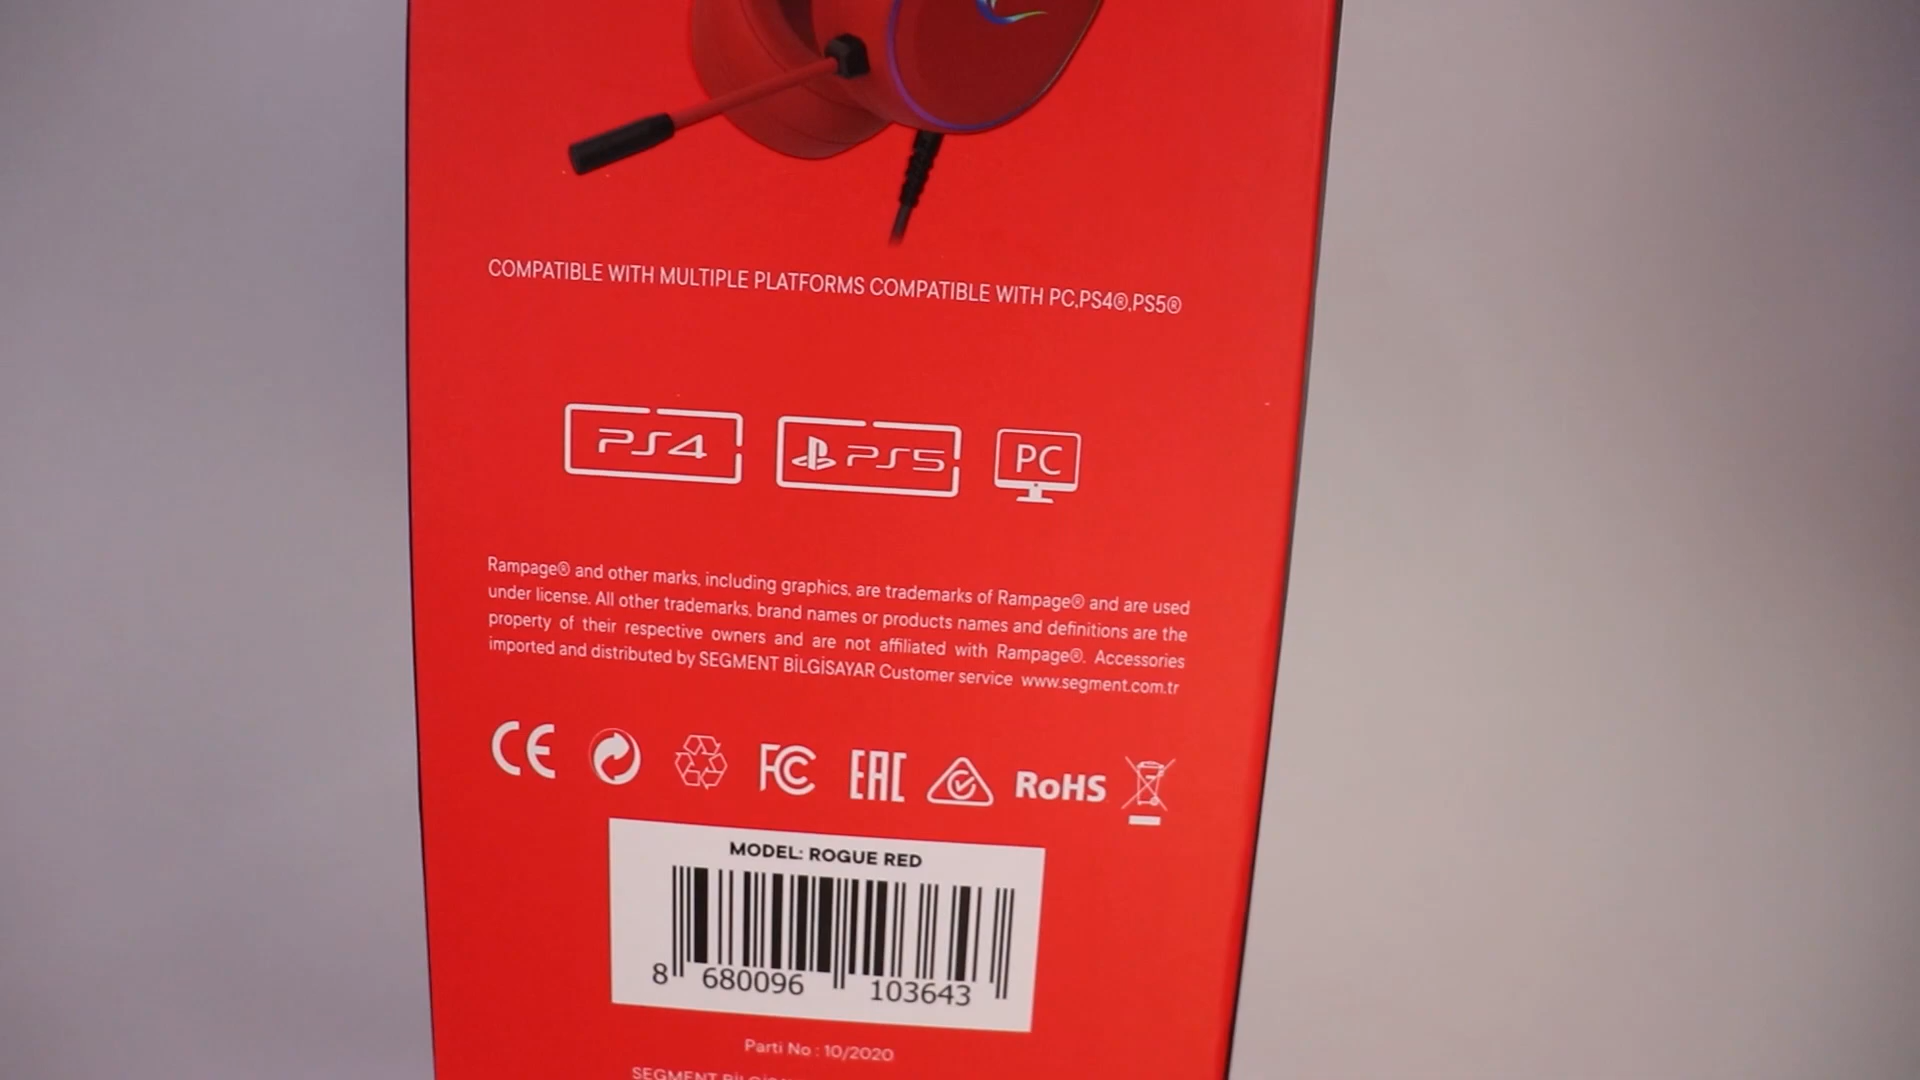 COMPATIBLE WITH MULTIPLE PLATFORMS COMPATIBLE WITH PC,PS4®,PS5®
PS4 PS5 PC
Rampage® and other marks, including graphics, are trademarks of Rampage® and are used
under license. All other trademarks, brand names or products names and definitions are the
property of their respective owners and are not affiliated with Rampage®. Accessories
imported and distributed by SEGMENT BİLGİSAYAR Customer service www.segment.com.tr
CE FC EAC RoHS
MODEL: ROGUE RED
8 680096 103643
Parti No : 10/2020
SEGMENT